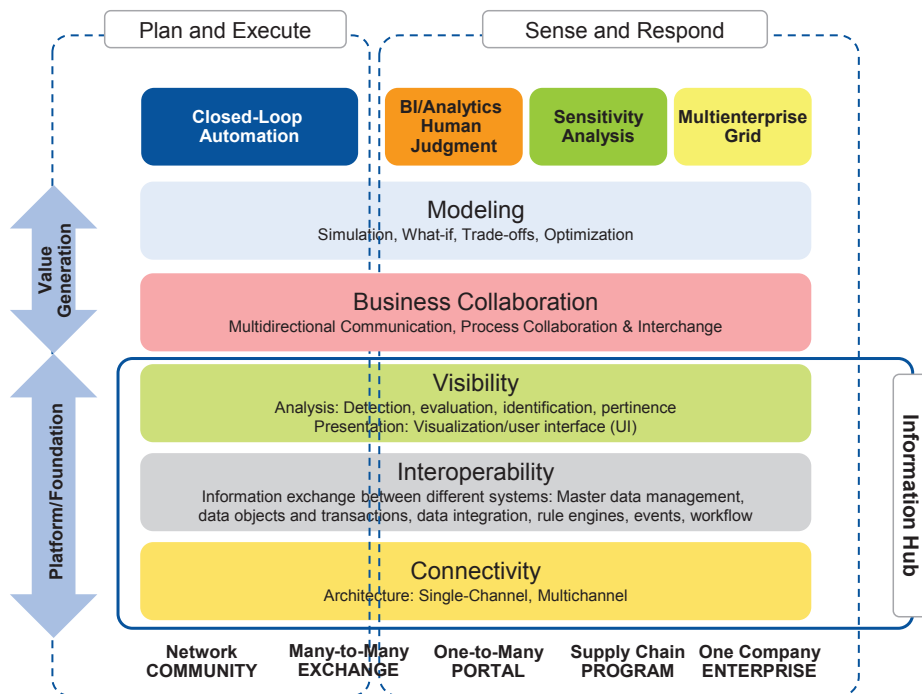 Plan and Execute
Sense and Respond
Closed-Loop
Automation
BI/Analytics
Human
Judgment
Sensitivity
Analysis
Multienterprise
Grid
Value
Generation
Modeling
Simulation, What-if, Trade-offs, Optimization
Business Collaboration
Multidirectional Communication, Process Collaboration & Interchange
Platform/Foundation
Visibility
Analysis: Detection, evaluation, identification, pertinence
Presentation: Visualization/user interface (UI)
Interoperability
Information exchange between different systems: Master data management,
data objects and transactions, data integration, rule engines, events, workflow
Connectivity
Architecture: Single-Channel, Multichannel
Information Hub
Network
COMMUNITY
Many-to-Many
EXCHANGE
One-to-Many
PORTAL
Supply Chain
PROGRAM
One Company
ENTERPRISE